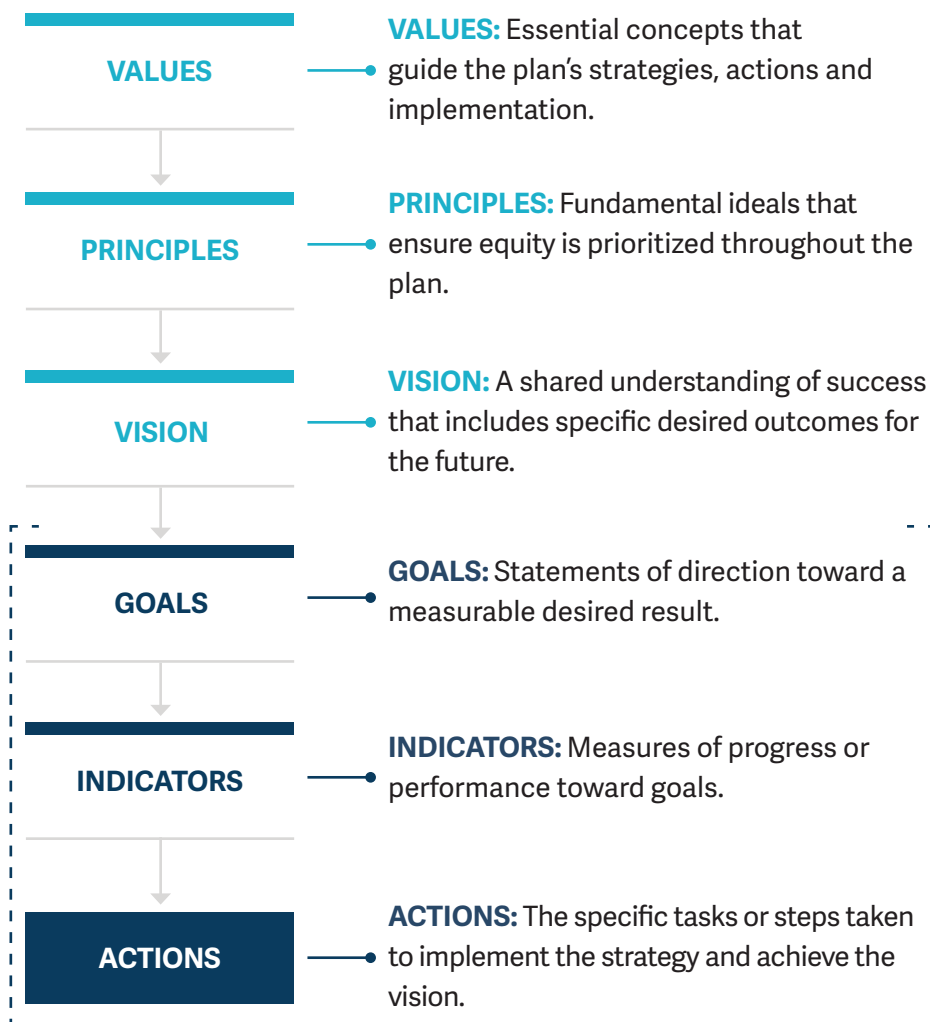 VALUES
VALUES: Essential concepts that
guide the plan's strategies, actions and
implementation.
PRINCIPLES
PRINCIPLES: Fundamental ideals that
ensure equity is prioritized throughout the
plan.
VISION
VISION: A shared understanding of success
that includes specific desired outcomes for
the future.
GOALS
GOALS: Statements of direction toward a
measurable desired result.
INDICATORS
INDICATORS: Measures of progress or
performance toward goals.
ACTIONS
ACTIONS: The specific tasks or steps taken
to implement the strategy and achieve the
vision.